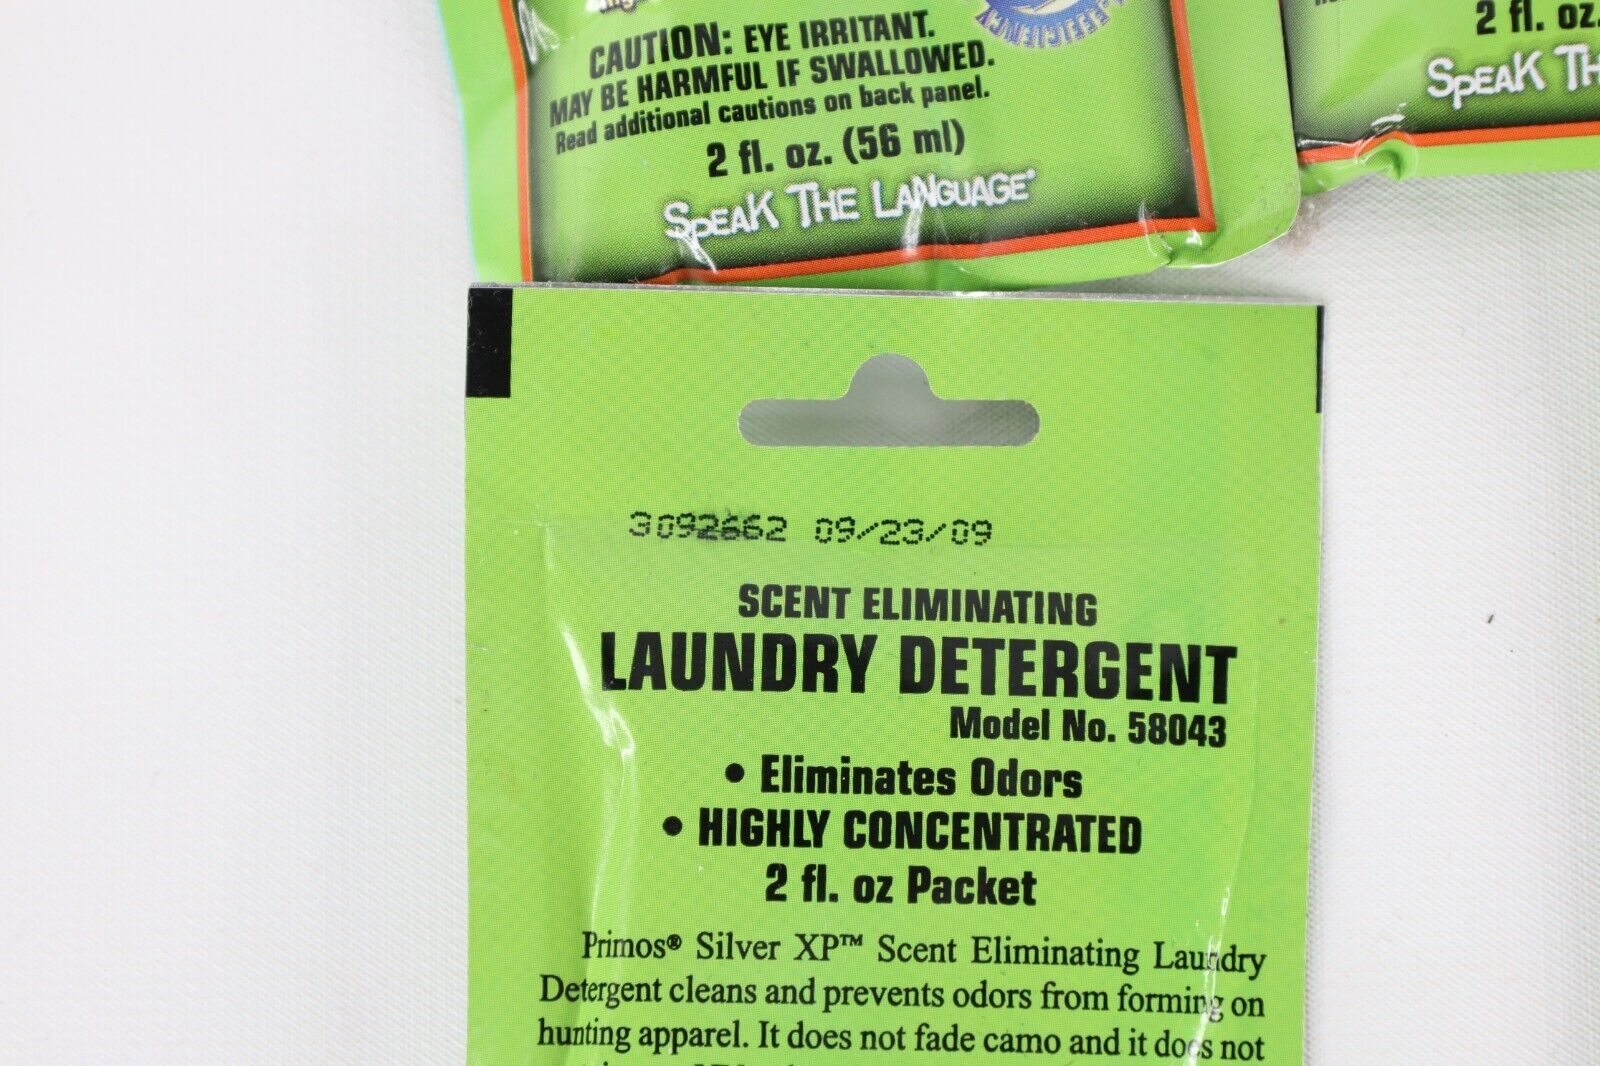 EFFICIENCY
CAUTION: EYE IRRITANT.
MAY BE HARMFUL IF SWALLOWED.
Read additional cautions on back panel.
2 fl. oz. (56 ml)
SPEAK THE LANGUAGE®
2 fl. oz.
SPEAK TH
3092662 09/23/09
SCENT ELIMINATING
LAUNDRY DETERGENT
Model No. 58043
• Eliminates Odors
• HIGHLY CONCENTRATED
2 fl. oz Packet
Primos® Silver XP™ Scent Eliminating Laundry
Detergent cleans and prevents odors from forming on
hunting apparel. It does not fade camo and it does not